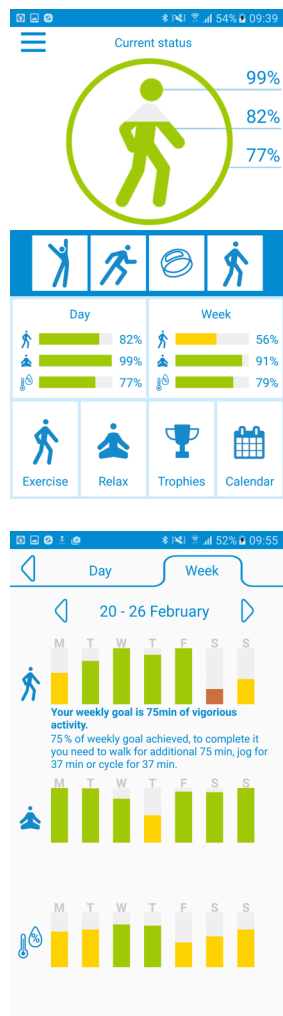 54% 09:39
Current status
99%
82%
77%
Day
Week
82%
56%
99%
91%
77%
79%
Exercise
Relax
Trophies
Calendar
52% 09:55
Day
Week
20 - 26 February
M T W T F S S
Your weekly goal is 75min of vigorious
activity.
75% of weekly goal achieved, to complete it
you need to walk for additional 75 min, jog for
37 min or cycle for 37 min.
M T W T F S S
%
M T W T F S S